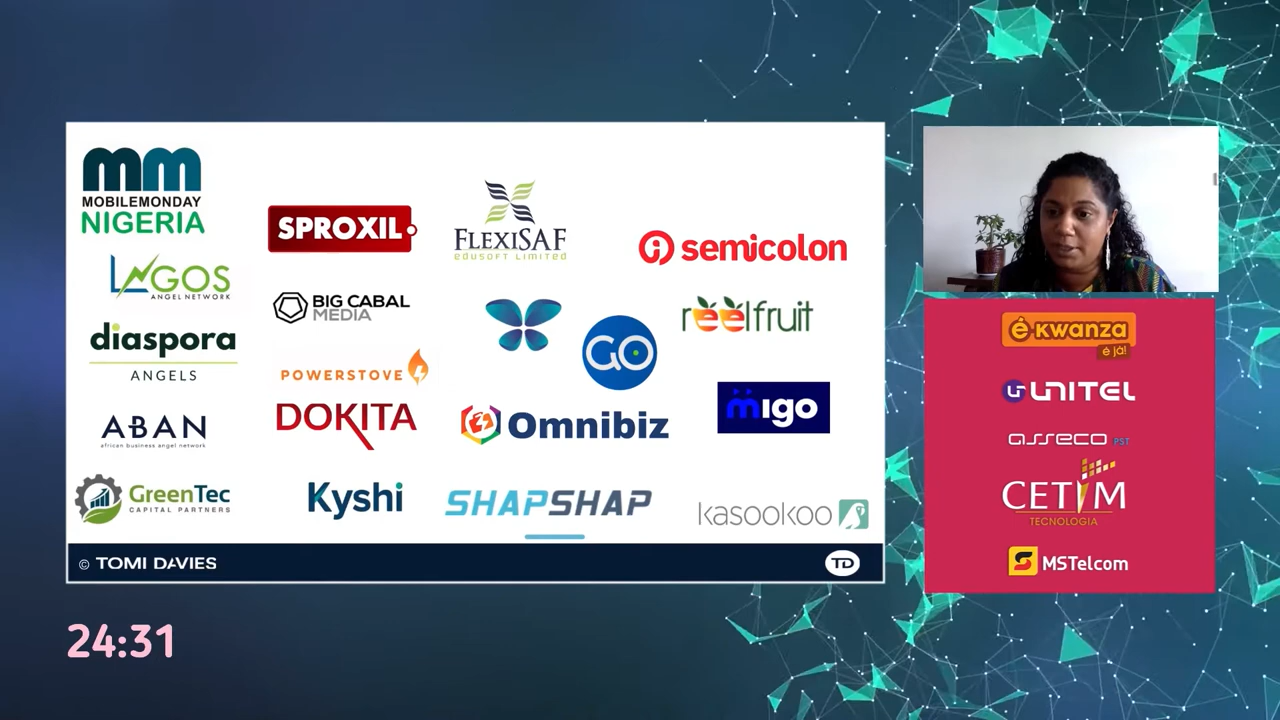 mm
MOBILEMONDAY
NIGERIA
LAGOS
ANGEL NETWORK
diaspora
ANGELS
ABAN
african business angel network
GreenTec
CAPITAL PARTNERS
SPROXIL
BIG CABAL
MEDIA
POWERSTOVE
DOKITA
Kyshi
FLEXISAF
EDUSOFT LIMITED
GO
Omnibiz
SHAPSHAP
semicolon
reelfruit
migo
kasookoo
© TOMI DAVIES
TD
24:31
é-kwanza
é já!
UNITEL
asseco PST
CETIM
TECNOLOGIA
MSTelcom